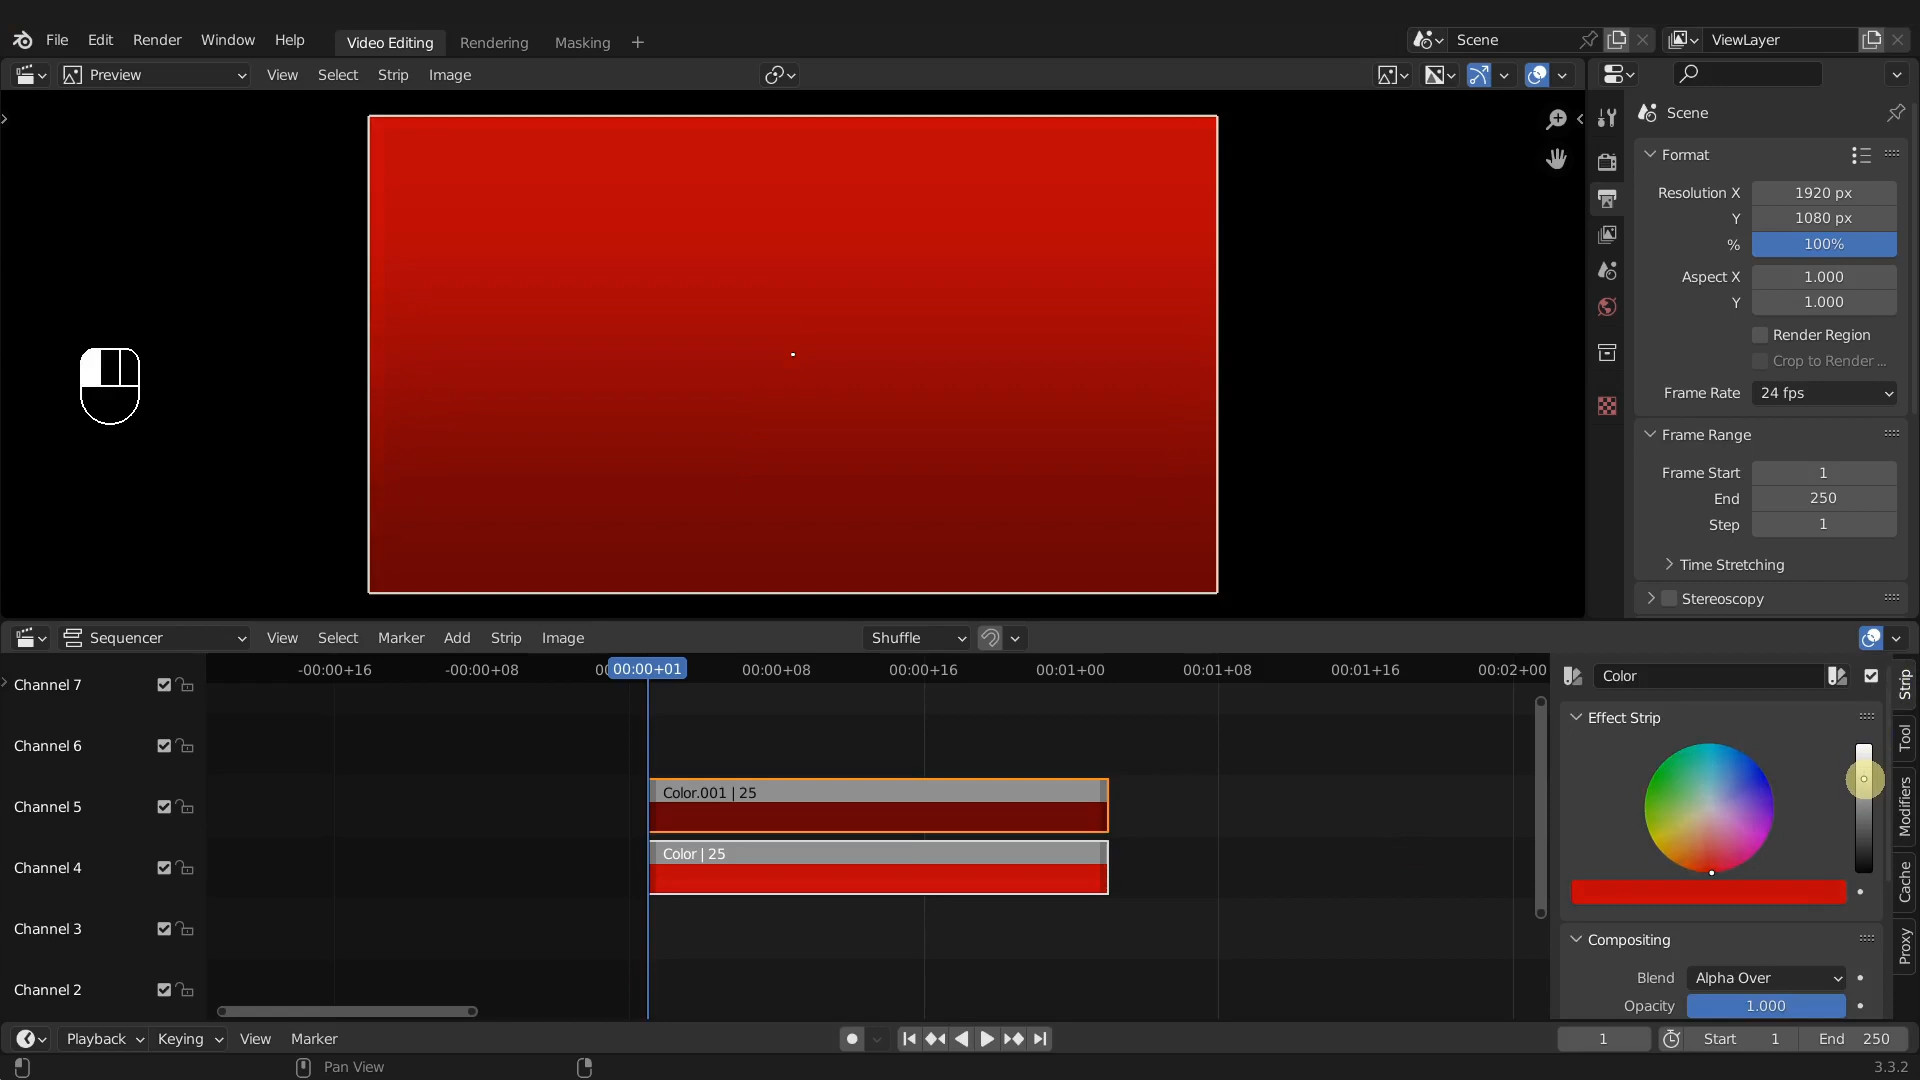 File Edit Render Window Help Video Editing Rendering Masking + Scene ViewLayer
Preview View Select Strip Image
Scene
Format
Resolution X 1920 px
Y 1080 px
% 100%
Aspect X 1.000
Y 1.000
Render Region
Crop to Render ...
Frame Rate 24 fps
Frame Range
Frame Start 1
End 250
Step 1
Time Stretching
Stereoscopy
Sequencer View Select Marker Add Strip Image Shuffle
-00:00+16 -00:00+08 00:00+01 00:00+08 00:00+16 00:01+00 00:01+08 00:01+16 00:02+00
Channel 7
Channel 6
Channel 5
Channel 4
Channel 3
Channel 2
Color.001 | 25
Color | 25
Color
Effect Strip
Compositing
Blend Alpha Over
Opacity 1.000
Strip
Tool
Modifiers
Cache
Proxy
Playback Keying View Marker 1 Start 1 End 250
Pan View 3.3.2